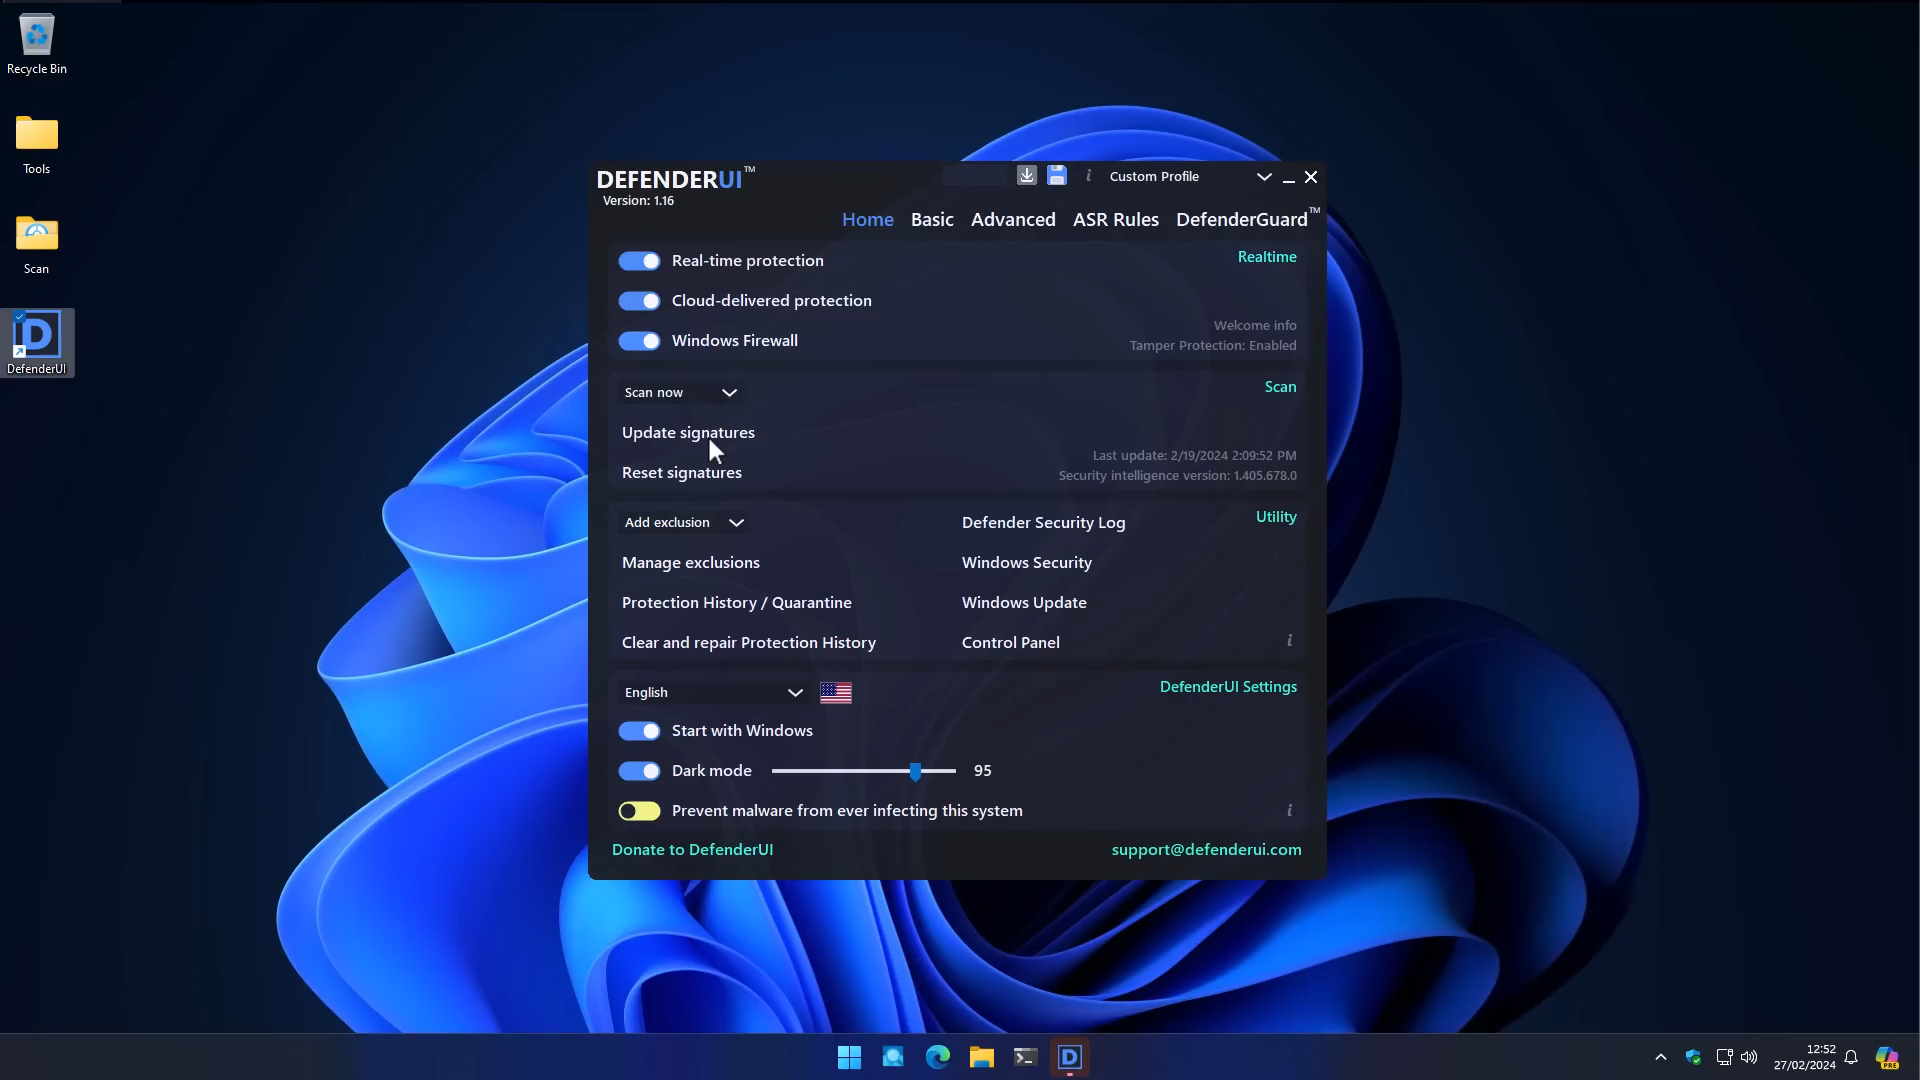 Recycle Bin
Tools
Scan
DefenderUI
DEFENDERUI™
Version: 1.16
i
Custom Profile
Home
Basic
Advanced
ASR Rules
DefenderGuard™
Real-time protection
Realtime
Cloud-delivered protection
Windows Firewall
Welcome info
Tamper Protection: Enabled
Scan now
Scan
Update signatures
Reset signatures
Last update: 2/19/2024 2:09:52 PM
Security intelligence version: 1.405.678.0
Add exclusion
Defender Security Log
Utility
Manage exclusions
Windows Security
Protection History / Quarantine
Windows Update
Clear and repair Protection History
Control Panel
i
English
DefenderUI Settings
Start with Windows
Dark mode
95
Prevent malware from ever infecting this system
i
Donate to DefenderUI
support@defenderui.com
12:52
27/02/2024
PRE